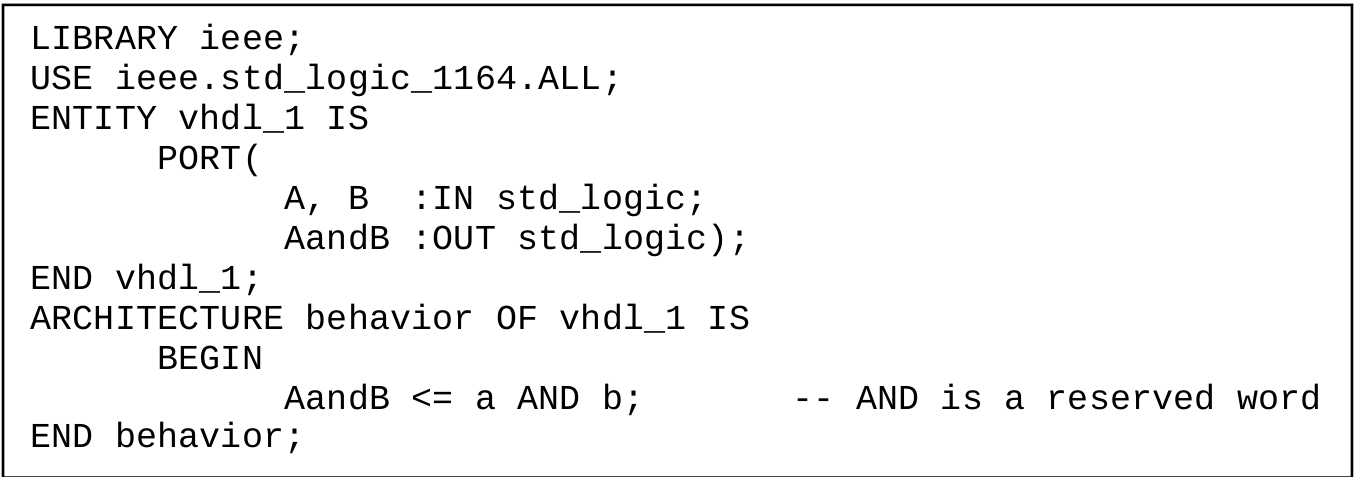 LIBRARY ieee;
USE ieee.std_logic_1164.ALL;
ENTITY vhdl_1 IS
PORT(
A, B :IN std_logic;
AandB :OUT std_logic);
END vhdl_1;
ARCHITECTURE behavior OF vhdl_1 IS
BEGIN
AandB <= a AND b; -- AND is a reserved word
END behavior;